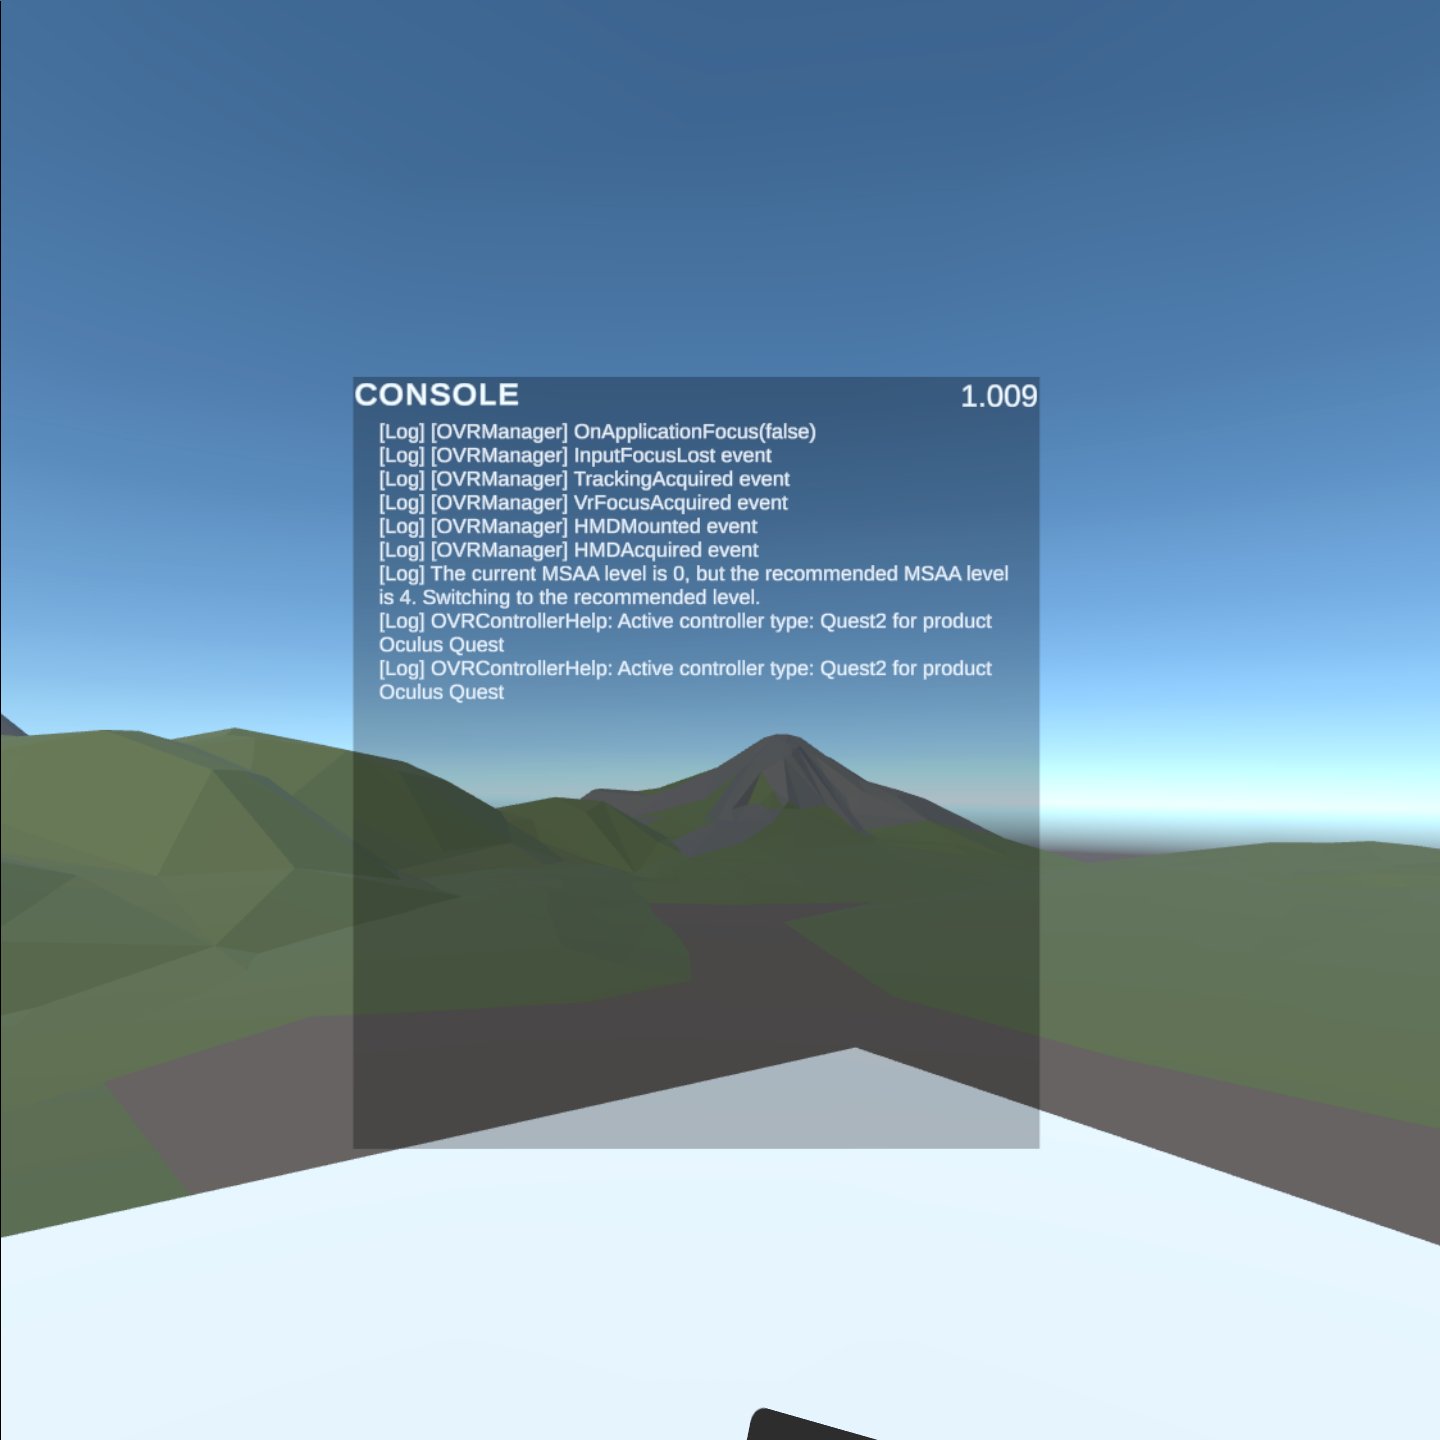 CONSOLE 1.009
[Log] [OVRManager] OnApplicationFocus(false)
[Log] [OVRManager] InputFocusLost event
[Log] [OVRManager] TrackingAcquired event
[Log] [OVRManager] VrFocusAcquired event
[Log] [OVRManager] HMDMounted event
[Log] [OVRManager] HMDAcquired event
[Log] The current MSAA level is 0, but the recommended MSAA level
is 4. Switching to the recommended level.
[Log] OVRControllerHelp: Active controller type: Quest2 for product
Oculus Quest
[Log] OVRControllerHelp: Active controller type: Quest2 for product
Oculus Quest